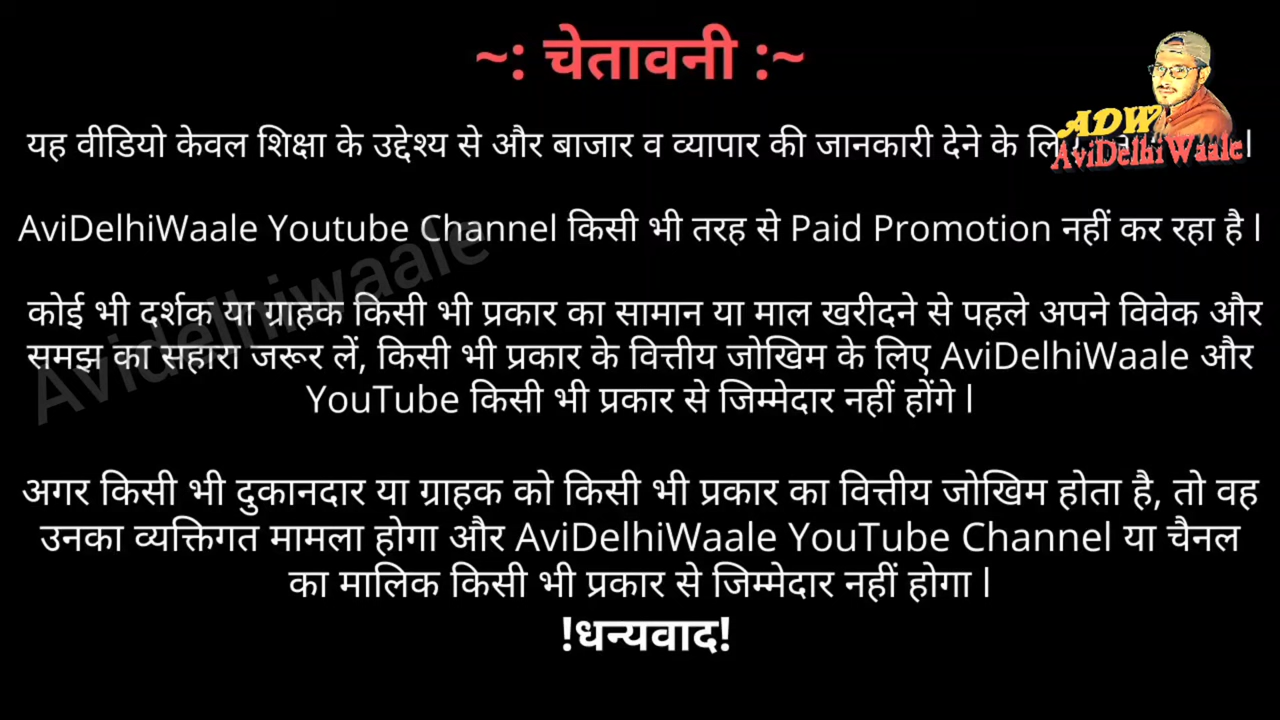 ~: चेतावनी :~
यह वीडियो केवल शिक्षा के उद्देश्य से और बाजार व व्यापार की जानकारी देने के
ADW
AviDelhiWaale
AviDelhiWaale Youtube Channel किसी भी तरह से Paid Promotion नहीं कर रहा है l
Avidelhiwaale
कोई भी दर्शक या ग्राहक किसी भी प्रकार का सामान या माल खरीदने से पहले अपने विवेक और
समझ का सहारा जरूर लें, किसी भी प्रकार के वित्तीय जोखिम के लिए AviDelhiWaale और
YouTube किसी भी प्रकार से जिम्मेदार नहीं होंगे l
अगर किसी भी दुकानदार या ग्राहक को किसी भी प्रकार का वित्तीय जोखिम होता है, तो वह
उनका व्यक्तिगत मामला होगा और AviDelhiWaale YouTube Channel या चैनल
का मालिक किसी भी प्रकार से जिम्मेदार नहीं होगा l
!धन्यवाद!